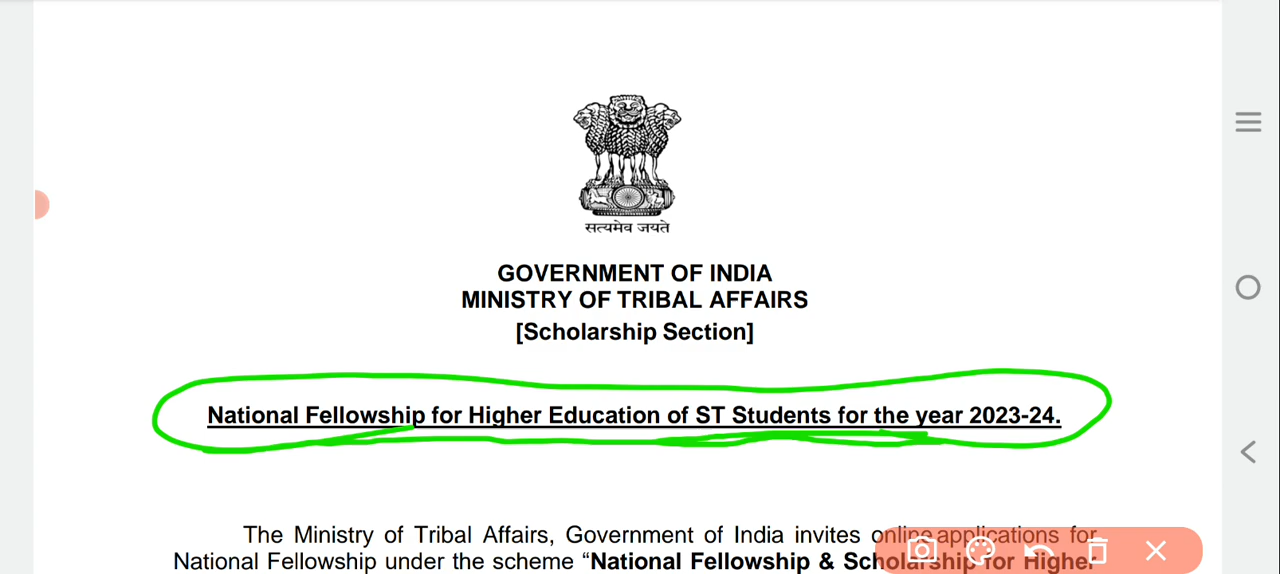 सत्यमेव जयते
GOVERNMENT OF INDIA
MINISTRY OF TRIBAL AFFAIRS
[Scholarship Section]
National Fellowship for Higher Education of ST Students for the year 2023-24.
The Ministry of Tribal Affairs, Government of India invites online applications for
National Fellowship under the scheme “National Fellowship & Scholarship for Higher